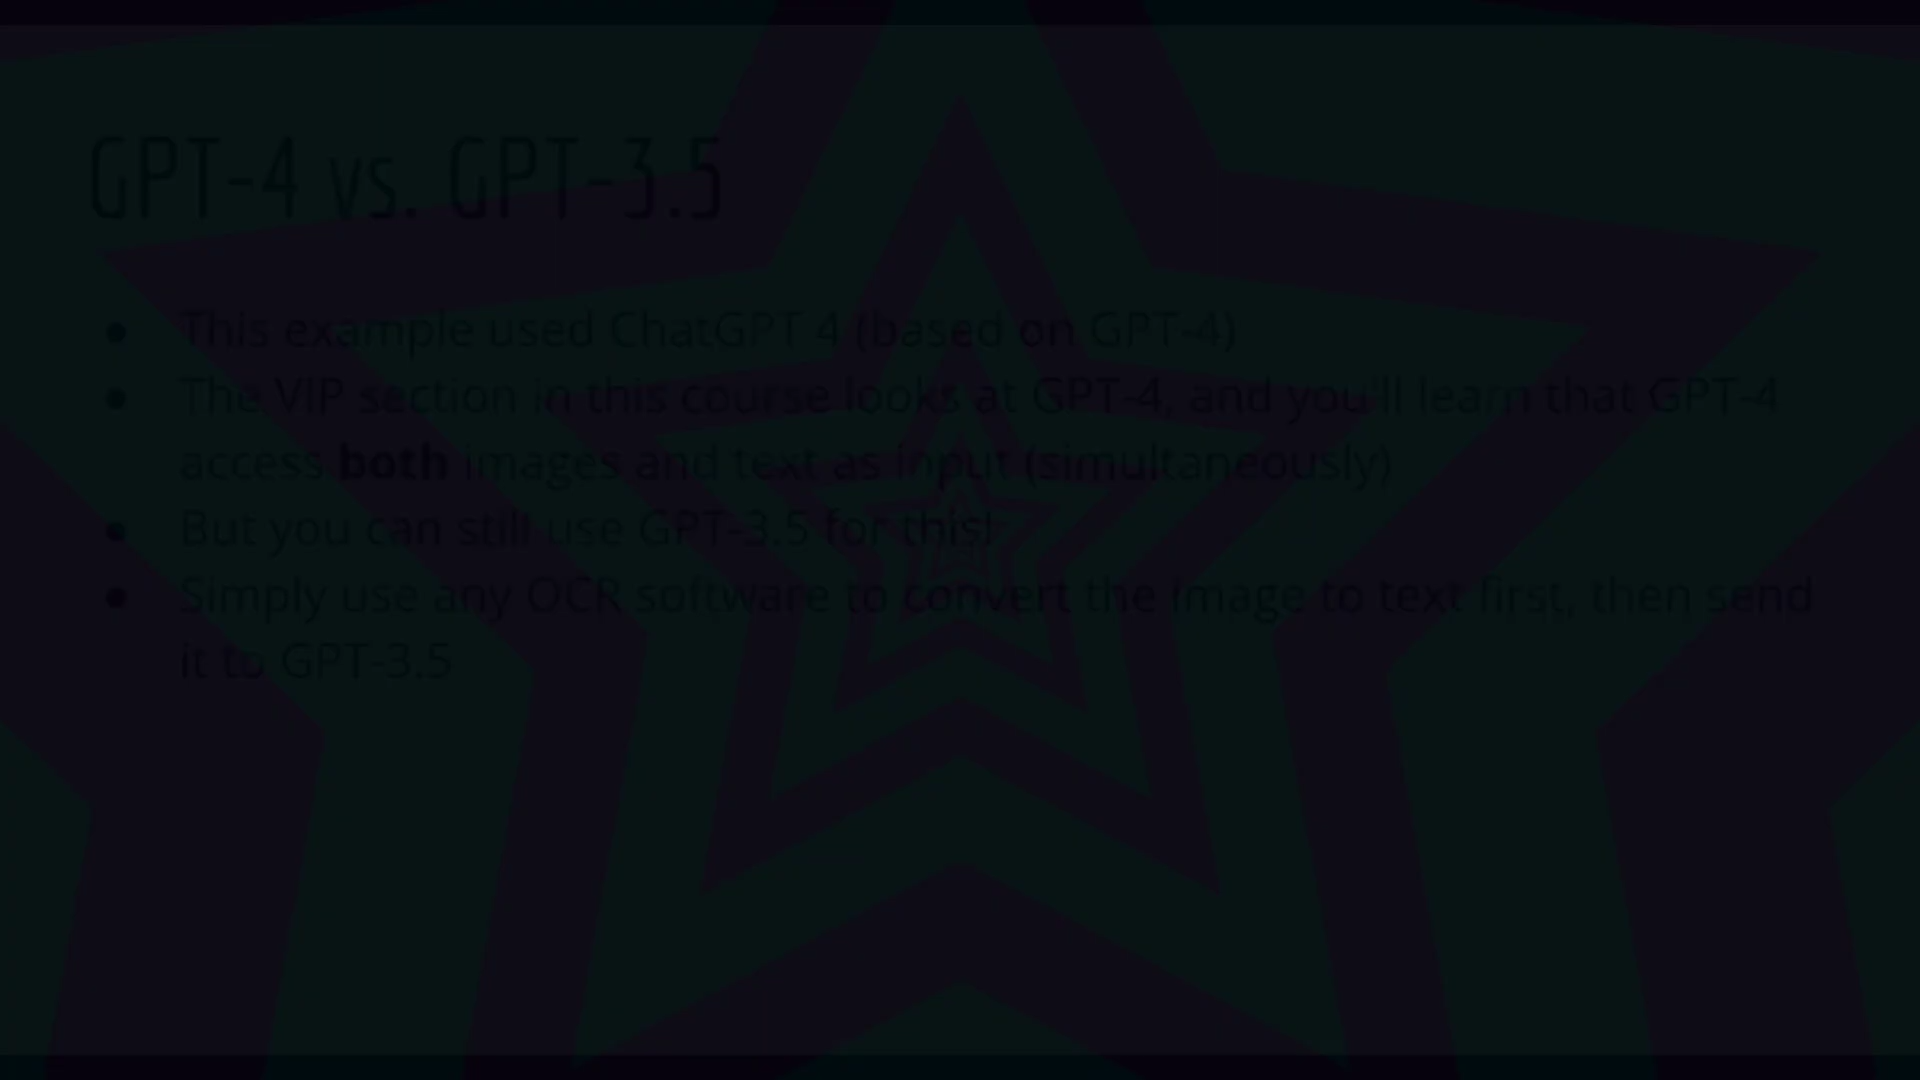 GPT-4 vs. GPT-3.5
● This example used ChatGPT 4 (based on GPT-4)
● The VIP section in this course looks at GPT-4, and you'll learn that GPT-4
access both images and text as input (simultaneously)
● But you can still use GPT-3.5 for this!
● Simply use any OCR software to convert the image to text first, then send
it to GPT-3.5